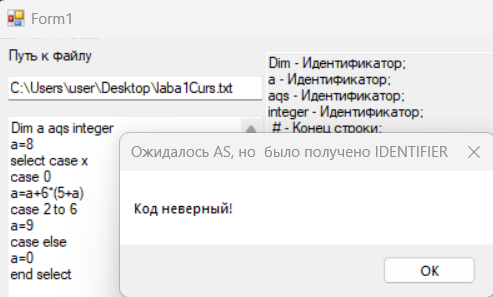 Form1
Путь к файлу
C:\Users\user\Desktop\laba1Curs.txt
Dim a aqs integer
a=8
select case x
case 0
a=a+6*(5+a)
case 2 to 6
a=9
case else
a=0
end select
Dim - Идентификатор;
a - Идентификатор;
aqs - Идентификатор;
integer - Идентификатор;
# - Конец строки;
Ожидалось AS, но было получено IDENTIFIER
Код неверный!
OK